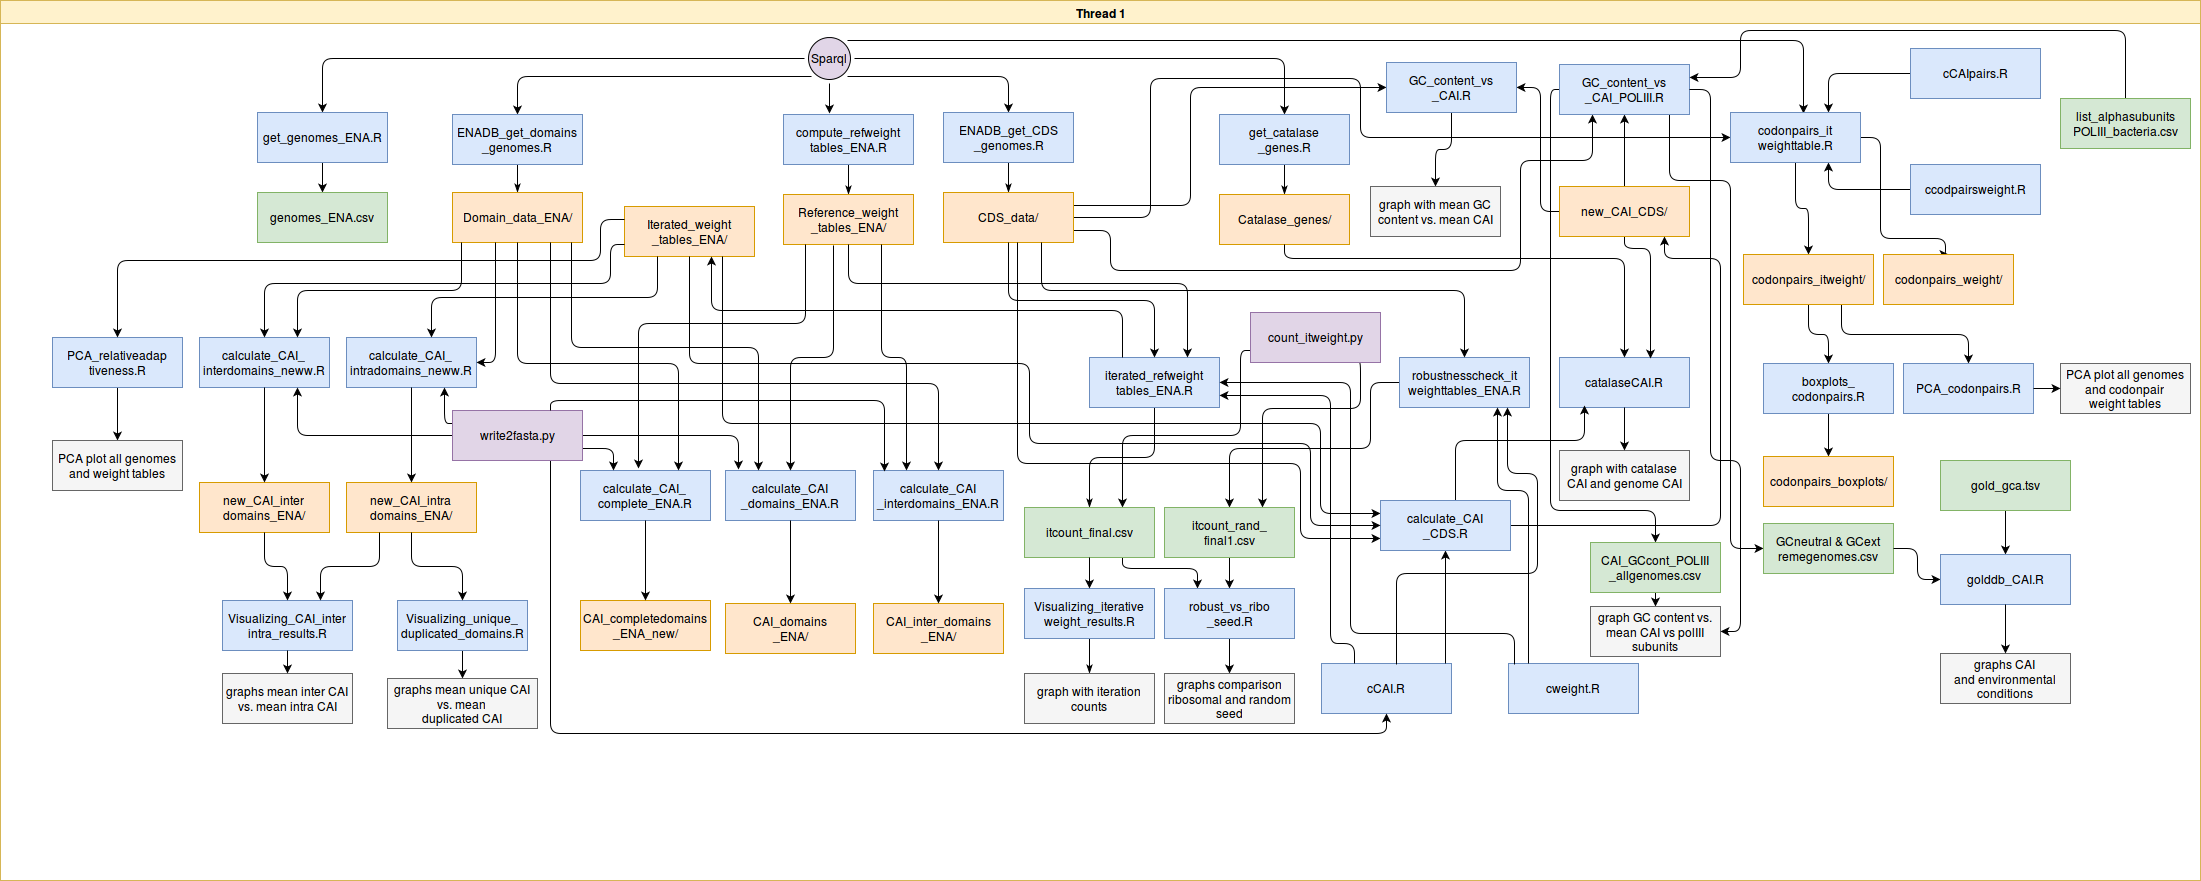 Thread 1
Sparql
get_genomes_ENA.R
ENADB_get_domains
_genomes.R
compute_refweight
tables_ENA.R
ENADB_get_CDS
_genomes.R
get_catalase
_genes.R
GC_content_vs
_CAI.R
GC_content_vs
_CAI_POLIII.R
codonpairs_it
weighttable.R
cCAIpairs.R
list_alphasubunits
POLIII_bacteria.csv
ccodpairsweight.R
genomes_ENA.csv
Domain_data_ENA/
Iterated_weight
_tables_ENA/
Reference_weight
_tables_ENA/
CDS_data/
Catalase_genes/
graph with mean GC
content vs. mean CAI
new_CAI_CDS/
codonpairs_itweight/
codonpairs_weight/
PCA_relativeadap
tiveness.R
calculate_CAI_
interdomains_neww.R
calculate_CAI_
intradomains_neww.R
count_itweight.py
iterated_refweight
tables_ENA.R
robustnesscheck_it
weighttables_ENA.R
catalaseCAI.R
boxplots_
codonpairs.R
PCA_codonpairs.R
PCA plot all genomes
and codonpair
weight tables
write2fasta.py
PCA plot all genomes
and weight tables
new_CAI_inter
domains_ENA/
new_CAI_intra
domains_ENA/
calculate_CAI_
complete_ENA.R
calculate_CAI
_domains_ENA.R
calculate_CAI
_interdomains_ENA.R
itcount_final.csv
itcount_rand_
final1.csv
calculate_CAI
_CDS.R
graph with catalase
CAI and genome CAI
codonpairs_boxplots/
gold_gca.tsv
CAI_GCcont_POLIII
_allgenomes.csv
GCneutral & GCext
remegenomes.csv
golddb_CAI.R
Visualizing_CAI_inter
intra_results.R
Visualizing_unique_
duplicated_domains.R
CAI_completedomains
_ENA_new/
CAI_domains
_ENA/
CAI_inter_domains
_ENA/
Visualizing_iterative
weight_results.R
robust_vs_ribo
_seed.R
graph GC content vs.
mean CAI vs polIII
subunits
graphs mean inter CAI
vs. mean intra CAI
graphs mean unique CAI
vs. mean
duplicated CAI
graph with iteration
counts
graphs comparison
ribosomal and random
seed
cCAI.R
cweight.R
graphs CAI
and environmental
conditions